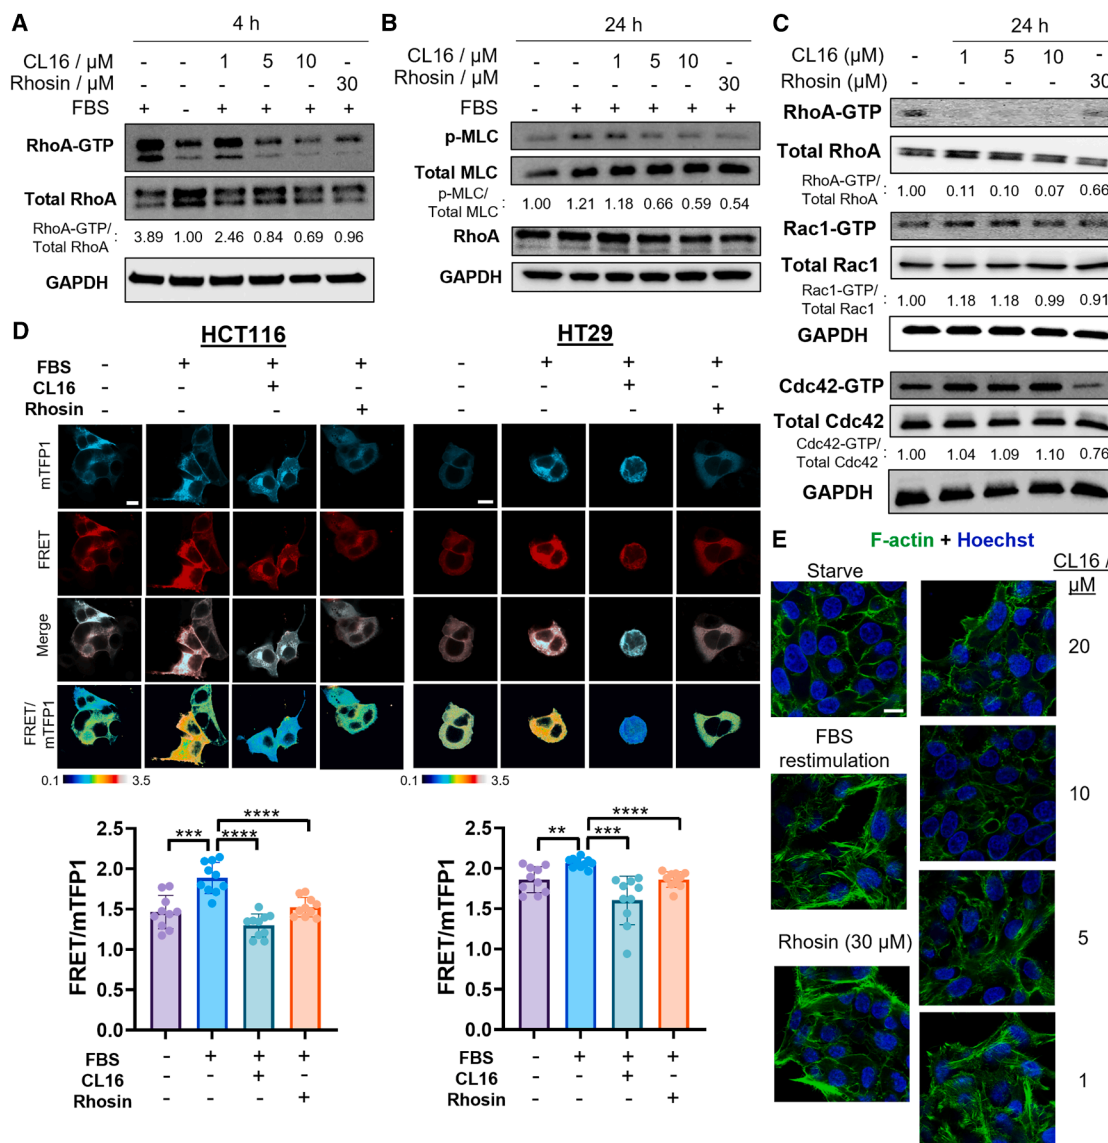 A
4 h
CL16 / µM - - 1 5 10 -
Rhosin / µM - - - - - 30
FBS + - + + + +
RhoA-GTP
Total RhoA
RhoA-GTP/
Total RhoA : 3.89 1.00 2.46 0.84 0.69 0.96
GAPDH
B
24 h
CL16 / µM - - 1 5 10 -
Rhosin / µM - - - - - 30
FBS - + + + + +
p-MLC
Total MLC
p-MLC/
Total MLC : 1.00 1.21 1.18 0.66 0.59 0.54
RhoA
GAPDH
C
24 h
CL16 (µM) - 1 5 10 -
Rhosin (µM) - - - - 30
RhoA-GTP
Total RhoA
RhoA-GTP/
Total RhoA : 1.00 0.11 0.10 0.07 0.66
Rac1-GTP
Total Rac1
Rac1-GTP/
Total Rac1 : 1.00 1.18 1.18 0.99 0.91
GAPDH
Cdc42-GTP
Total Cdc42
Cdc42-GTP/
Total Cdc42 : 1.00 1.04 1.09 1.10 0.76
GAPDH
D
HCT116
HT29
FBS - + + + - + + +
CL16 - - + - - - + -
Rhosin - - - + - - - +
mTFP1
FRET
Merge
FRET/
mTFP1
0.1 3.5
0.1 3.5
FRET/mTFP1
2.5
2.0
1.5
1.0
0.5
0.0
***
****
****
FBS - + + +
CL16 - - + -
Rhosin - - - +
FRET/mTFP1
2.5
2.0
1.5
1.0
0.5
0.0
**
***
****
FBS - + + +
CL16 - - + -
Rhosin - - - +
E
F-actin + Hoechst
Starve
FBS
restimulation
Rhosin (30 µM)
CL16 /
µM
20
10
5
1